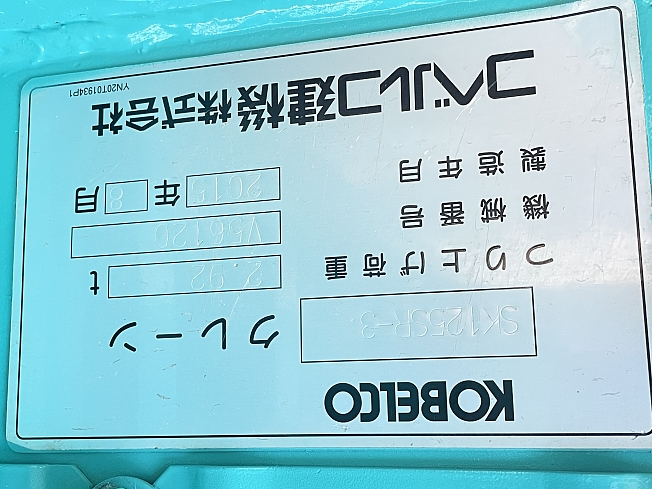 KOBELCO
SK125SR-3 クレーン
つり上げ荷重 2.92 t
機械番号 V56120
製造年月 2015 年 8 月
コベルコ建機株式会社
YN20T01934P1